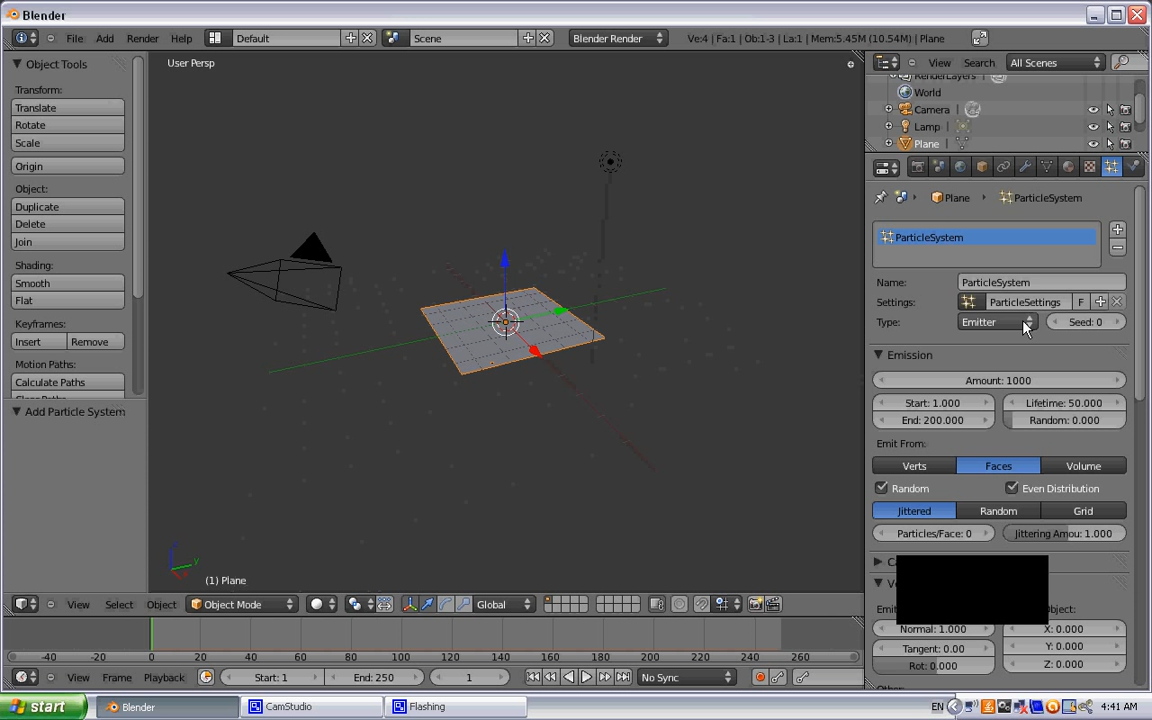 Blender
File Add Render Help Default Scene Blender Render Ve:4 | Fa:1 | Ob:1-3 | La:1 | Mem:5.45M (10.54M) | Plane
Object Tools
Transform:
Translate
Rotate
Scale
Origin
Object:
Duplicate
Delete
Join
Shading:
Smooth
Flat
Keyframes:
Insert Remove
Motion Paths:
Calculate Paths
Add Particle System
User Persp
(1) Plane
View Search All Scenes
RenderLayers
World
Camera
Lamp
Plane
Plane ParticleSystem
ParticleSystem
Name: ParticleSystem
Settings: ParticleSettings F
Type: Emitter Seed: 0
Emission
Amount: 1000
Start: 1.000 Lifetime: 50.000
End: 200.000 Random: 0.000
Emit From:
Verts Faces Volume
Random Even Distribution
Jittered Random Grid
Particles/Face: 0 Jittering Amou: 1.000
Normal: 1.000 X: 0.000
Tangent: 0.00 Y: 0.000
Rot: 0.000 Z: 0.000
View Select Object Object Mode Global
-40 -20 0 20 40 60 80 100 120 140 160 180 200 220 240 260
View Frame Playback Start: 1 End: 250 1 No Sync
start Blender CamStudio Flashing EN 4:41 AM